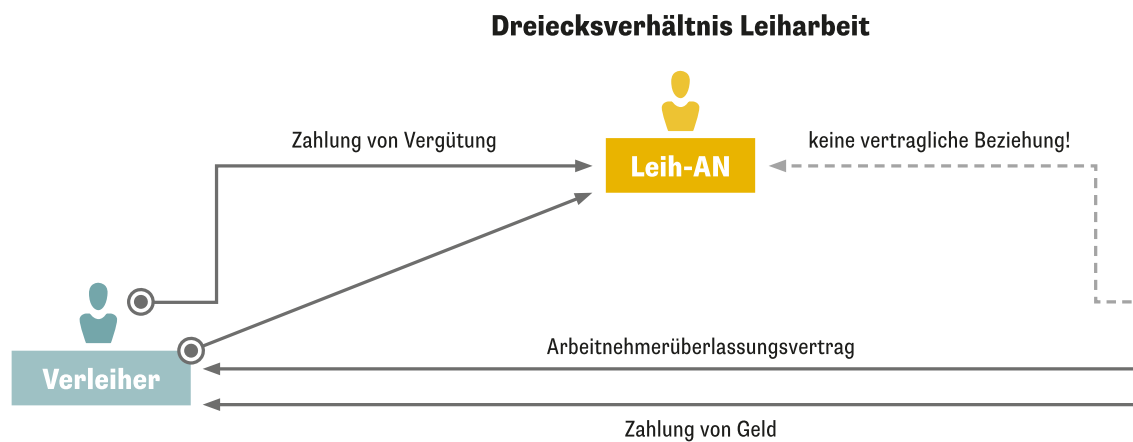 Dreiecksverhältnis Leiharbeit
Zahlung von Vergütung
keine vertragliche Beziehung!
Leih-AN
Arbeitnehmerüberlassungsvertrag
Verleiher
Zahlung von Geld